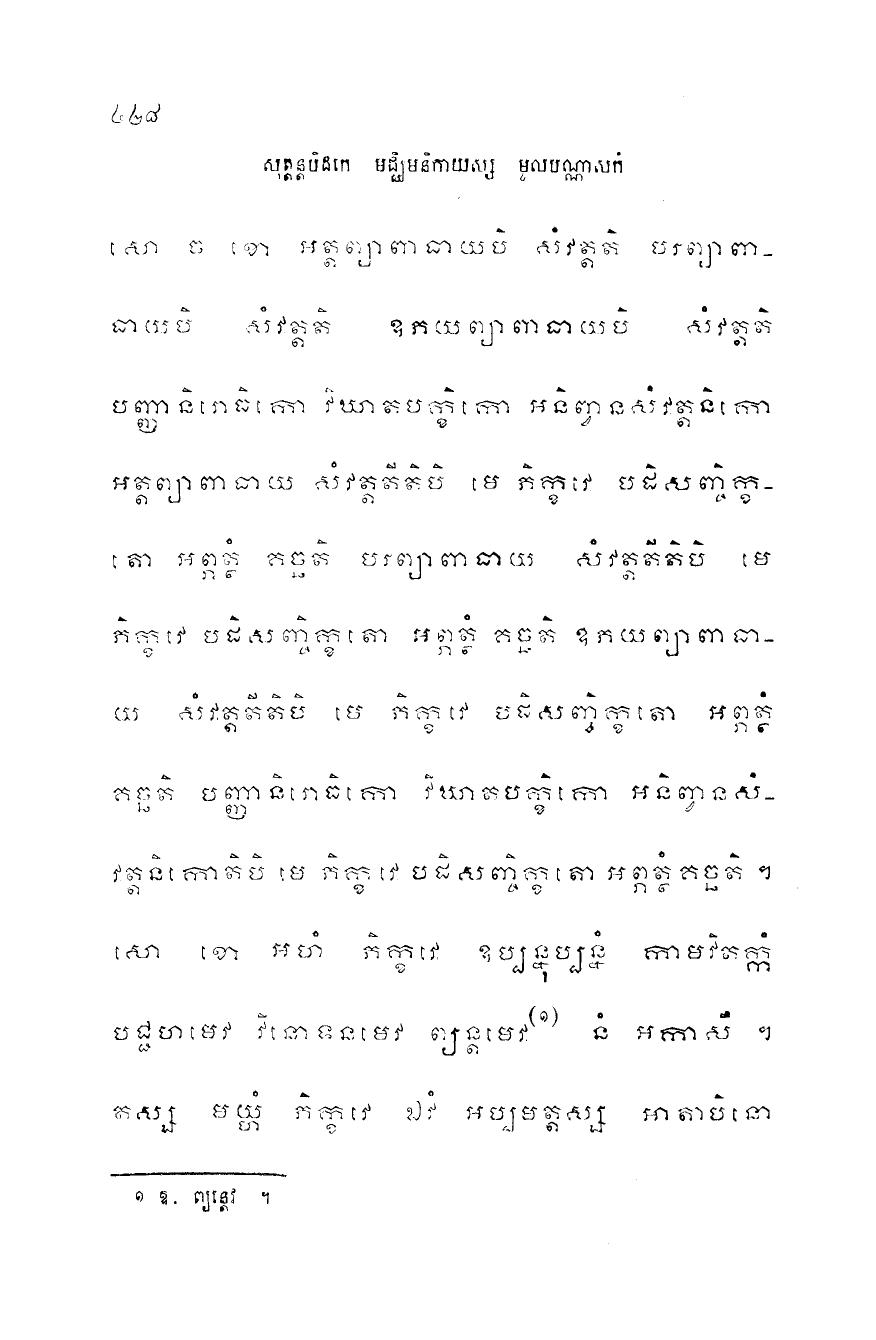 ៤២៨
សុត្តន្តបិដកេ មជ្ឈិមនិកាយស្ស មូលបណ្ណាសកំ
សោ ច ខោ អត្តព្យាពាធាយបិ សំវត្តតិ បរព្យាពា-
ធាយបិ សំវត្តតិ ឧភយព្យាពាធាយបិ សំវត្តតិ
បញ្ញានិរោធិកោ វិឃាតបក្ខិកោ អនិព្វានសំវត្តនិកោ
អត្តព្យាពាធាយ សំវត្តតីតិបិ មេ ភិក្ខវេ បដិសញ្ចិក្ខ-
តោ អព្ភត្ថំ គច្ឆតិ បរព្យាពាធាយ សំវត្តតីតិបិ មេ
ភិក្ខវេ បដិសញ្ចិក្ខតោ អព្ភត្ថំ គច្ឆតិ ឧភយព្យាពាធា-
យ សំវត្តតីតិបិ មេ ភិក្ខវេ បដិសញ្ចិក្ខតោ អព្ភត្ថំ
គច្ឆតិ បញ្ញានិរោធិកោ វិឃាតបក្ខិកោ អនិព្វានសំ-
វត្តនិកោតិបិ មេ ភិក្ខវេ បដិសញ្ចិក្ខតោ អព្ភត្ថំ គច្ឆតិ ។
សោ ខោ អហំ ភិក្ខវេ ឧប្បន្នុប្បន្នំ កាមវិតក្កំ
បជ្ជហមេវ វិនោទនមេវ ព្យន្តមេវ(១) នំ អកាសឹ ។
តស្ស មយ្ហំ ភិក្ខវេ ឯវំ អប្បមត្តស្ស អាតាបិនោ
១ ឱ. ព្យន្តេវ ។